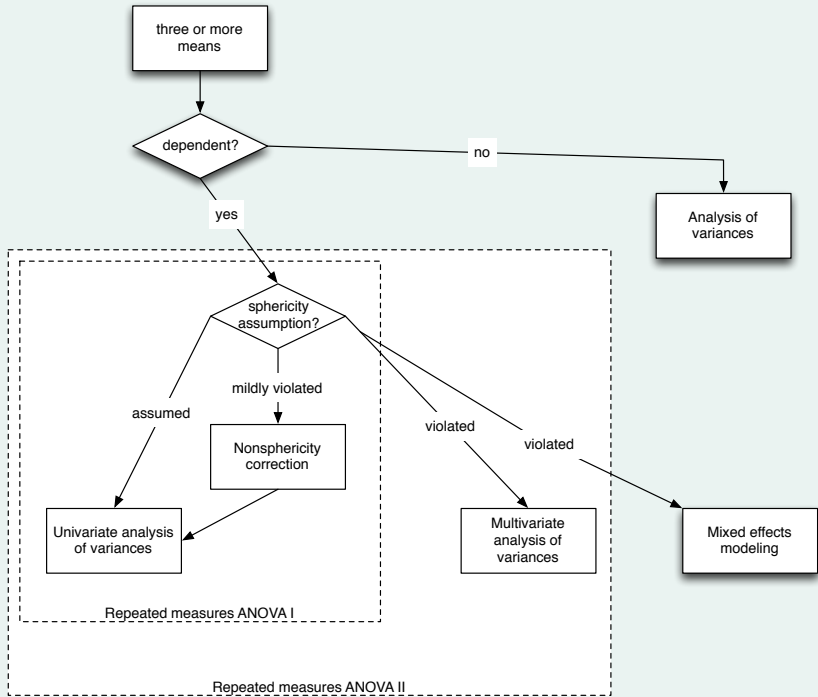 three or more
means
dependent?
no
yes
Analysis of
variances
sphericity
assumption?
mildly violated
assumed
violated
violated
Nonsphericity
correction
Univariate analysis
of variances
Multivariate
analysis of
variances
Mixed effects
modeling
Repeated measures ANOVA I
Repeated measures ANOVA II